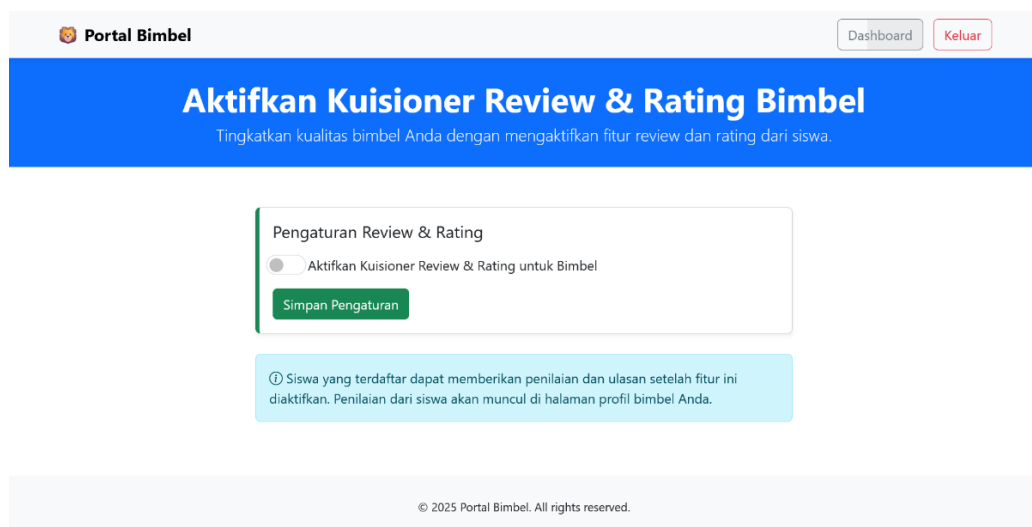 Portal Bimbel
Dashboard
Keluar
Aktifkan Kuisioner Review & Rating Bimbel
Tingkatkan kualitas bimbel Anda dengan mengaktifkan fitur review dan rating dari siswa.
Pengaturan Review & Rating
Aktifkan Kuisioner Review & Rating untuk Bimbel
Simpan Pengaturan
Siswa yang terdaftar dapat memberikan penilaian dan ulasan setelah fitur ini
diaktifkan. Penilaian dari siswa akan muncul di halaman profil bimbel Anda.
© 2025 Portal Bimbel. All rights reserved.